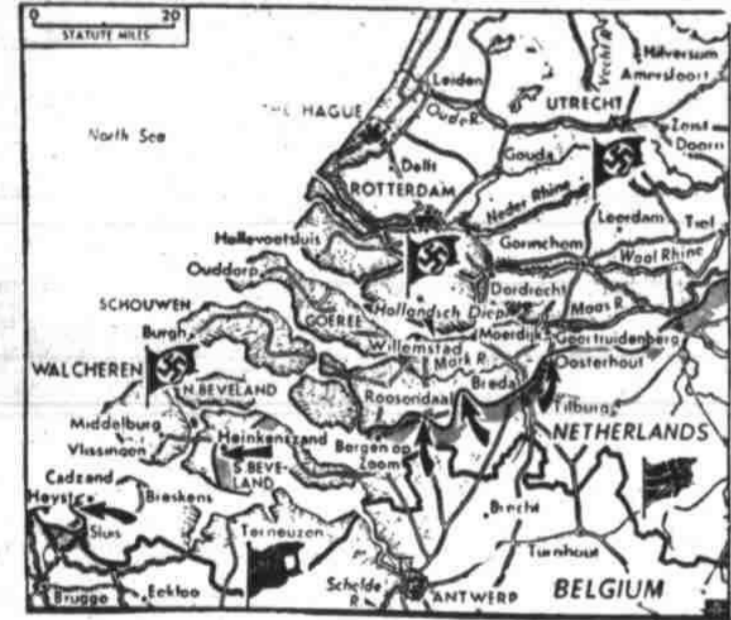 0 20
STATUTE MILES
North Sea
Leiden
Oude R.
THE HAGUE
Vecht R.
Hilversum
Amersfoort
UTRECHT
Zeist
Doorn
Delft
Gouda
ROTTERDAM
Neder Rhine
Leerdam
Tiel
Gorinchem
Waal Rhine
Hellevoetsluis
Ouddorp
Dordrecht
Hollandsch Diep
Maas R.
SCHOUWEN
GOEREE
Moerdijk
Geertruidenberg
Burgh
Willemstad
Mark R.
Oosterhout
WALCHEREN
N. BEVELAND
Roosendaal
Breda
Tilburg
Middelburg
Heinkenszand
Bergen op
Zoom
NETHERLANDS
Vlissingen
S. BEVE-
LAND
Cadzand
Heyst
Breskens
Sluis
Terneuzen
Brecht
Turnhout
Brugge
Eekloo
Schelde
R.
ANTWERP
BELGIUM